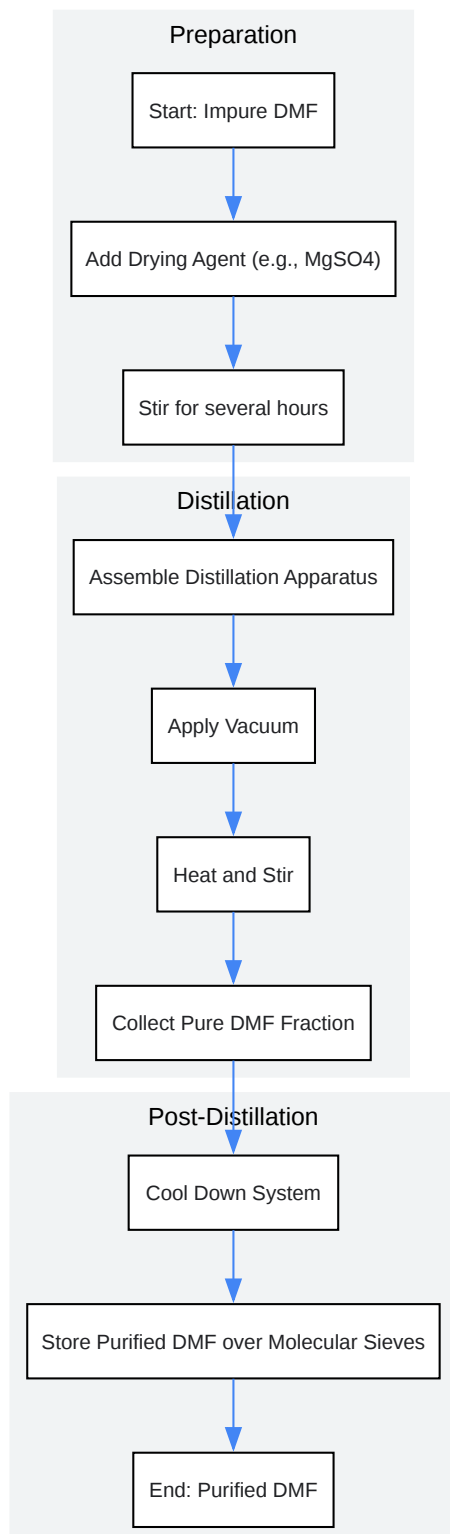 Preparation
Start: Impure DMF
Add Drying Agent (e.g., MgSO4)
Stir for several hours
Distillation
Assemble Distillation Apparatus
Apply Vacuum
Heat and Stir
Collect Pure DMF Fraction
Post-Distillation
Cool Down System
Store Purified DMF over Molecular Sieves
End: Purified DMF